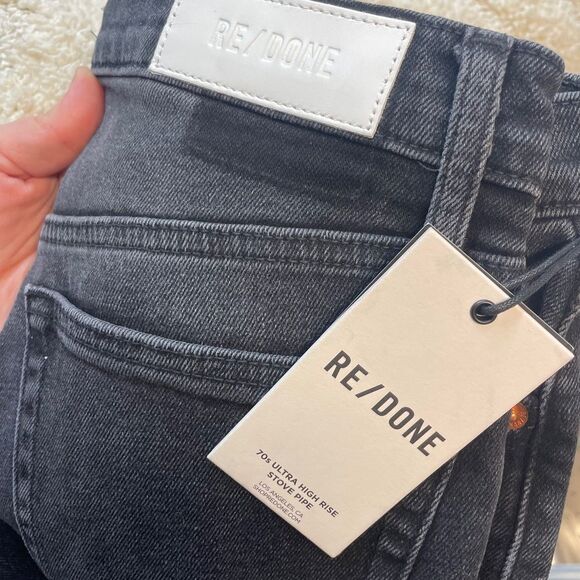 RE/DONE
RE/DONE
70s ULTRA HIGH RISE
STOVE PIPE
LOS ANGELES, CA
SHOPREDONE.COM